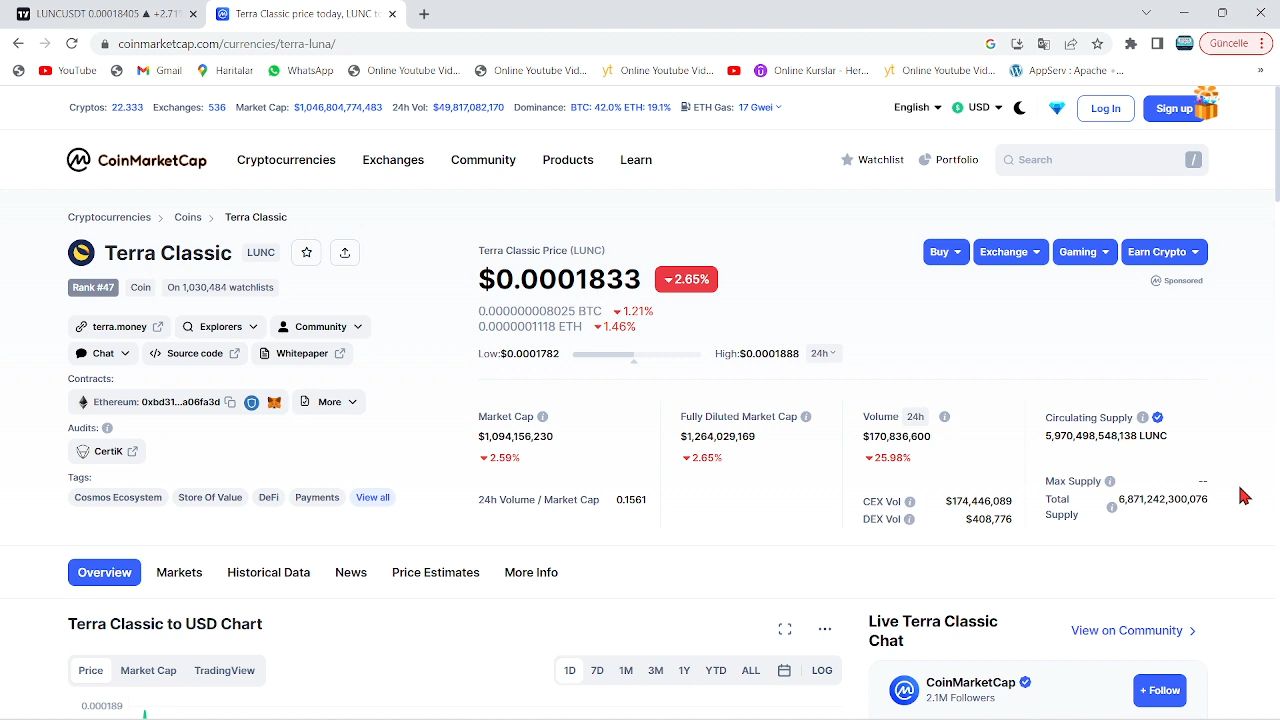 LUNCUSDT 0.00018405 ▲ +2.71
Terra Classic price today, LUNC to
coinmarketcap.com/currencies/terra-luna/
Güncelle
YouTube
Gmail
Haritalar
WhatsApp
Online Youtube Vid...
Online Youtube Vid...
Online Youtube Vid...
Online Kurslar - Her...
Online Youtube Vid...
AppServ : Apache +...
»
Cryptos: 22.333 Exchanges: 536 Market Cap: $1,046,804,774,483 24h Vol: $49,817,082,170 Dominance: BTC: 42.0% ETH: 19.1% ETH Gas: 17 Gwei
English
USD
Log In
Sign up
CoinMarketCap
Cryptocurrencies
Exchanges
Community
Products
Learn
Watchlist
Portfolio
Search
/
Cryptocurrencies > Coins > Terra Classic
Terra Classic LUNC
Rank #47
Coin
On 1,030,484 watchlists
terra.money
Explorers
Community
Chat
Source code
Whitepaper
Contracts:
Ethereum: 0xbd31...a06fa3d
More
Audits:
CertiK
Tags:
Cosmos Ecosystem
Store Of Value
DeFi
Payments
View all
Terra Classic Price (LUNC)
$0.0001833
2.65%
0.000000008025 BTC 1.21%
0.0000001118 ETH 1.46%
Low:$0.0001782
High:$0.0001888
24h
Buy
Exchange
Gaming
Earn Crypto
Sponsored
Market Cap
$1,094,156,230
2.59%
24h Volume / Market Cap 0.1561
Fully Diluted Market Cap
$1,264,029,169
2.65%
Volume 24h
$170,836,600
25.98%
CEX Vol $174,446,089
DEX Vol $408,776
Circulating Supply
5,970,498,548,138 LUNC
Max Supply --
Total Supply 6,871,242,300,076
Overview
Markets
Historical Data
News
Price Estimates
More Info
Terra Classic to USD Chart
Price
Market Cap
TradingView
1D
7D
1M
3M
1Y
YTD
ALL
LOG
0.000189
Live Terra Classic
Chat
View on Community
CoinMarketCap
2.1M Followers
+ Follow